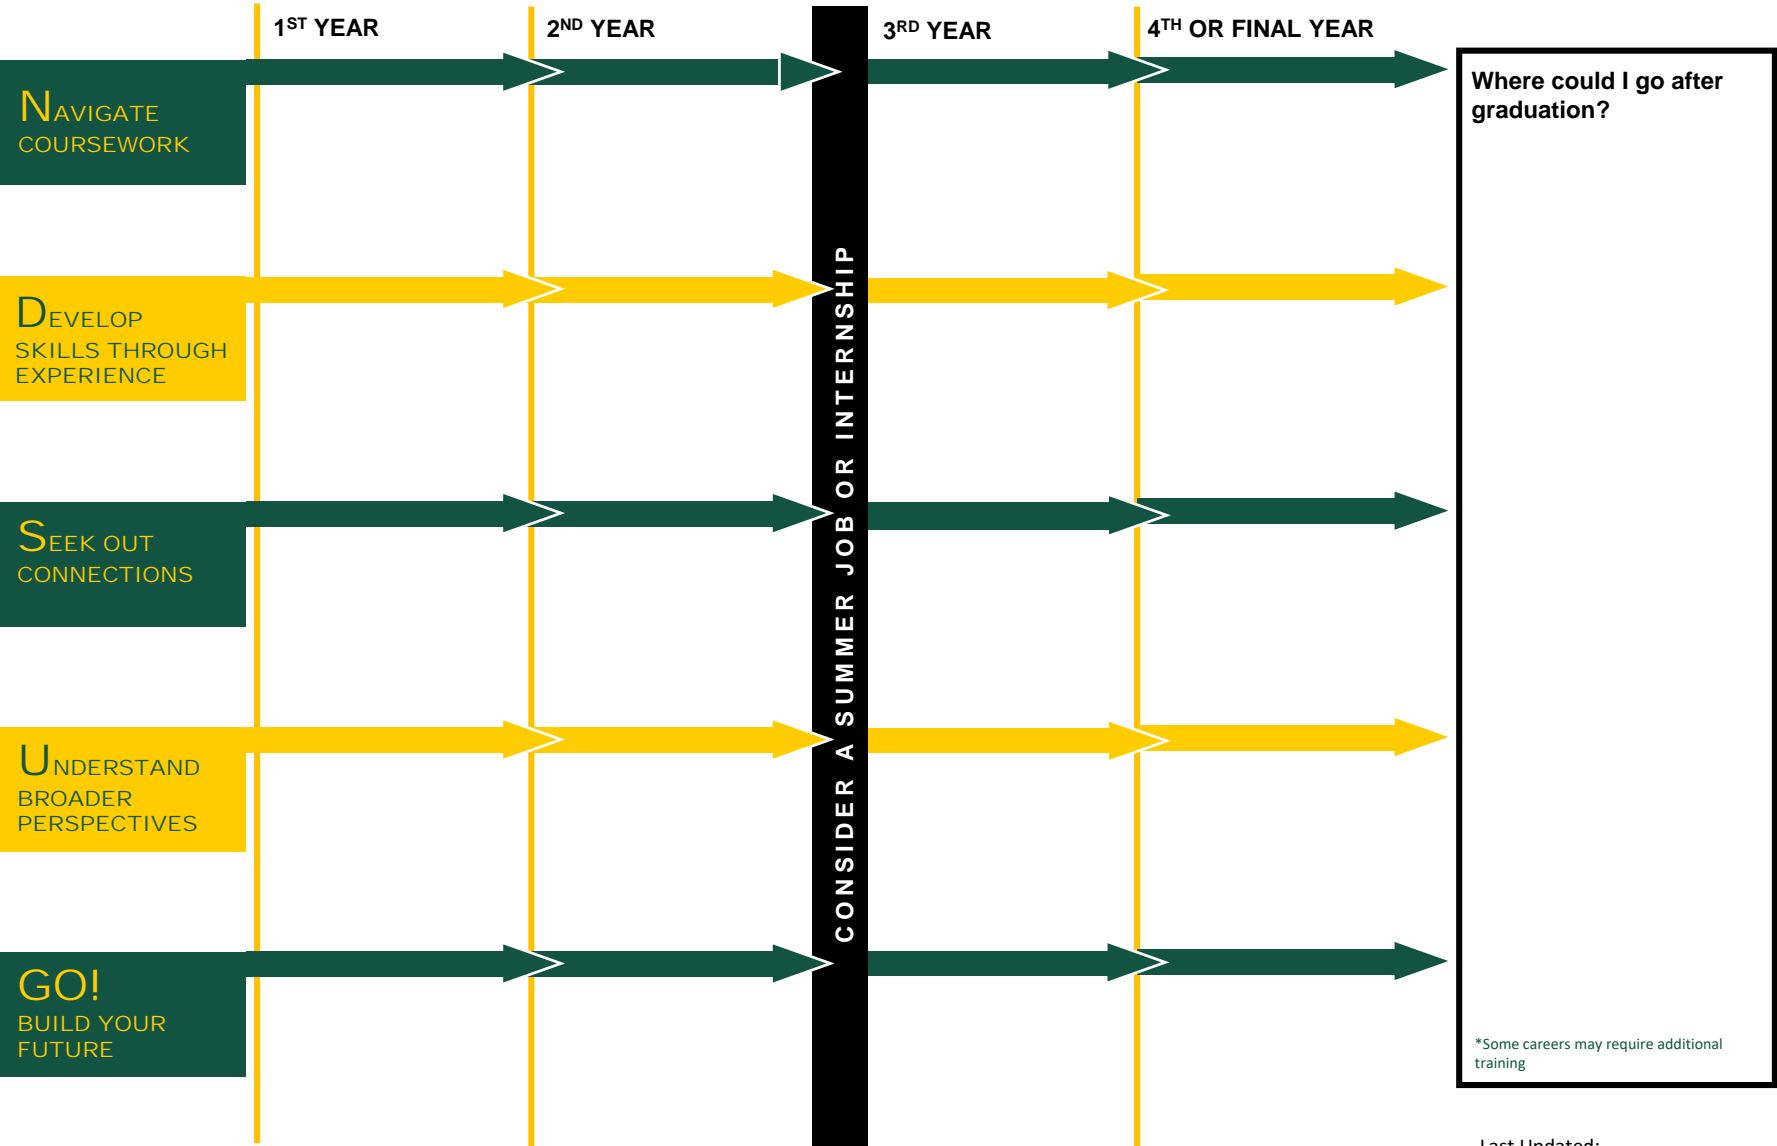 1ST YEAR
2ND YEAR
3RD YEAR
4TH OR FINAL YEAR
NAVIGATE
COURSEWORK
DEVELOP
SKILLS THROUGH
EXPERIENCE
SEEK OUT
CONNECTIONS
UNDERSTAND
BROADER
PERSPECTIVES
GO!
BUILD YOUR
FUTURE
CONSIDER A SUMMER JOB OR INTERNSHIP
Where could I go after
graduation?
*Some careers may require additional
training
Last Updated: